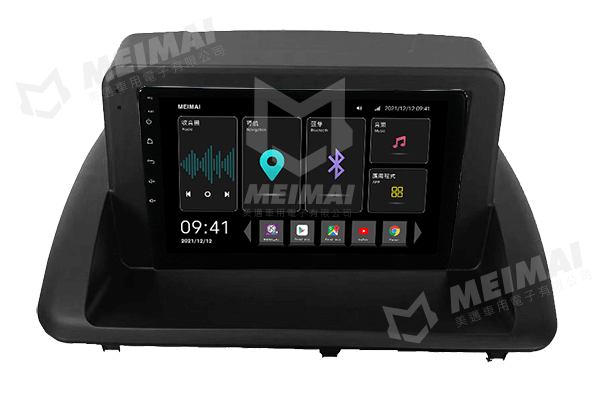 MEIMAI
美邁車用電子有限公司
MEIMAI
2021/12/12 09:41
收音機
Radio
導航
Navigation
藍芽
Bluetooth
音樂
Music
應用程式
APP
MEIMAI
美邁車用電子有限公司
09:41
2021/12/12
MEIMAI
美邁車用電子有限公司